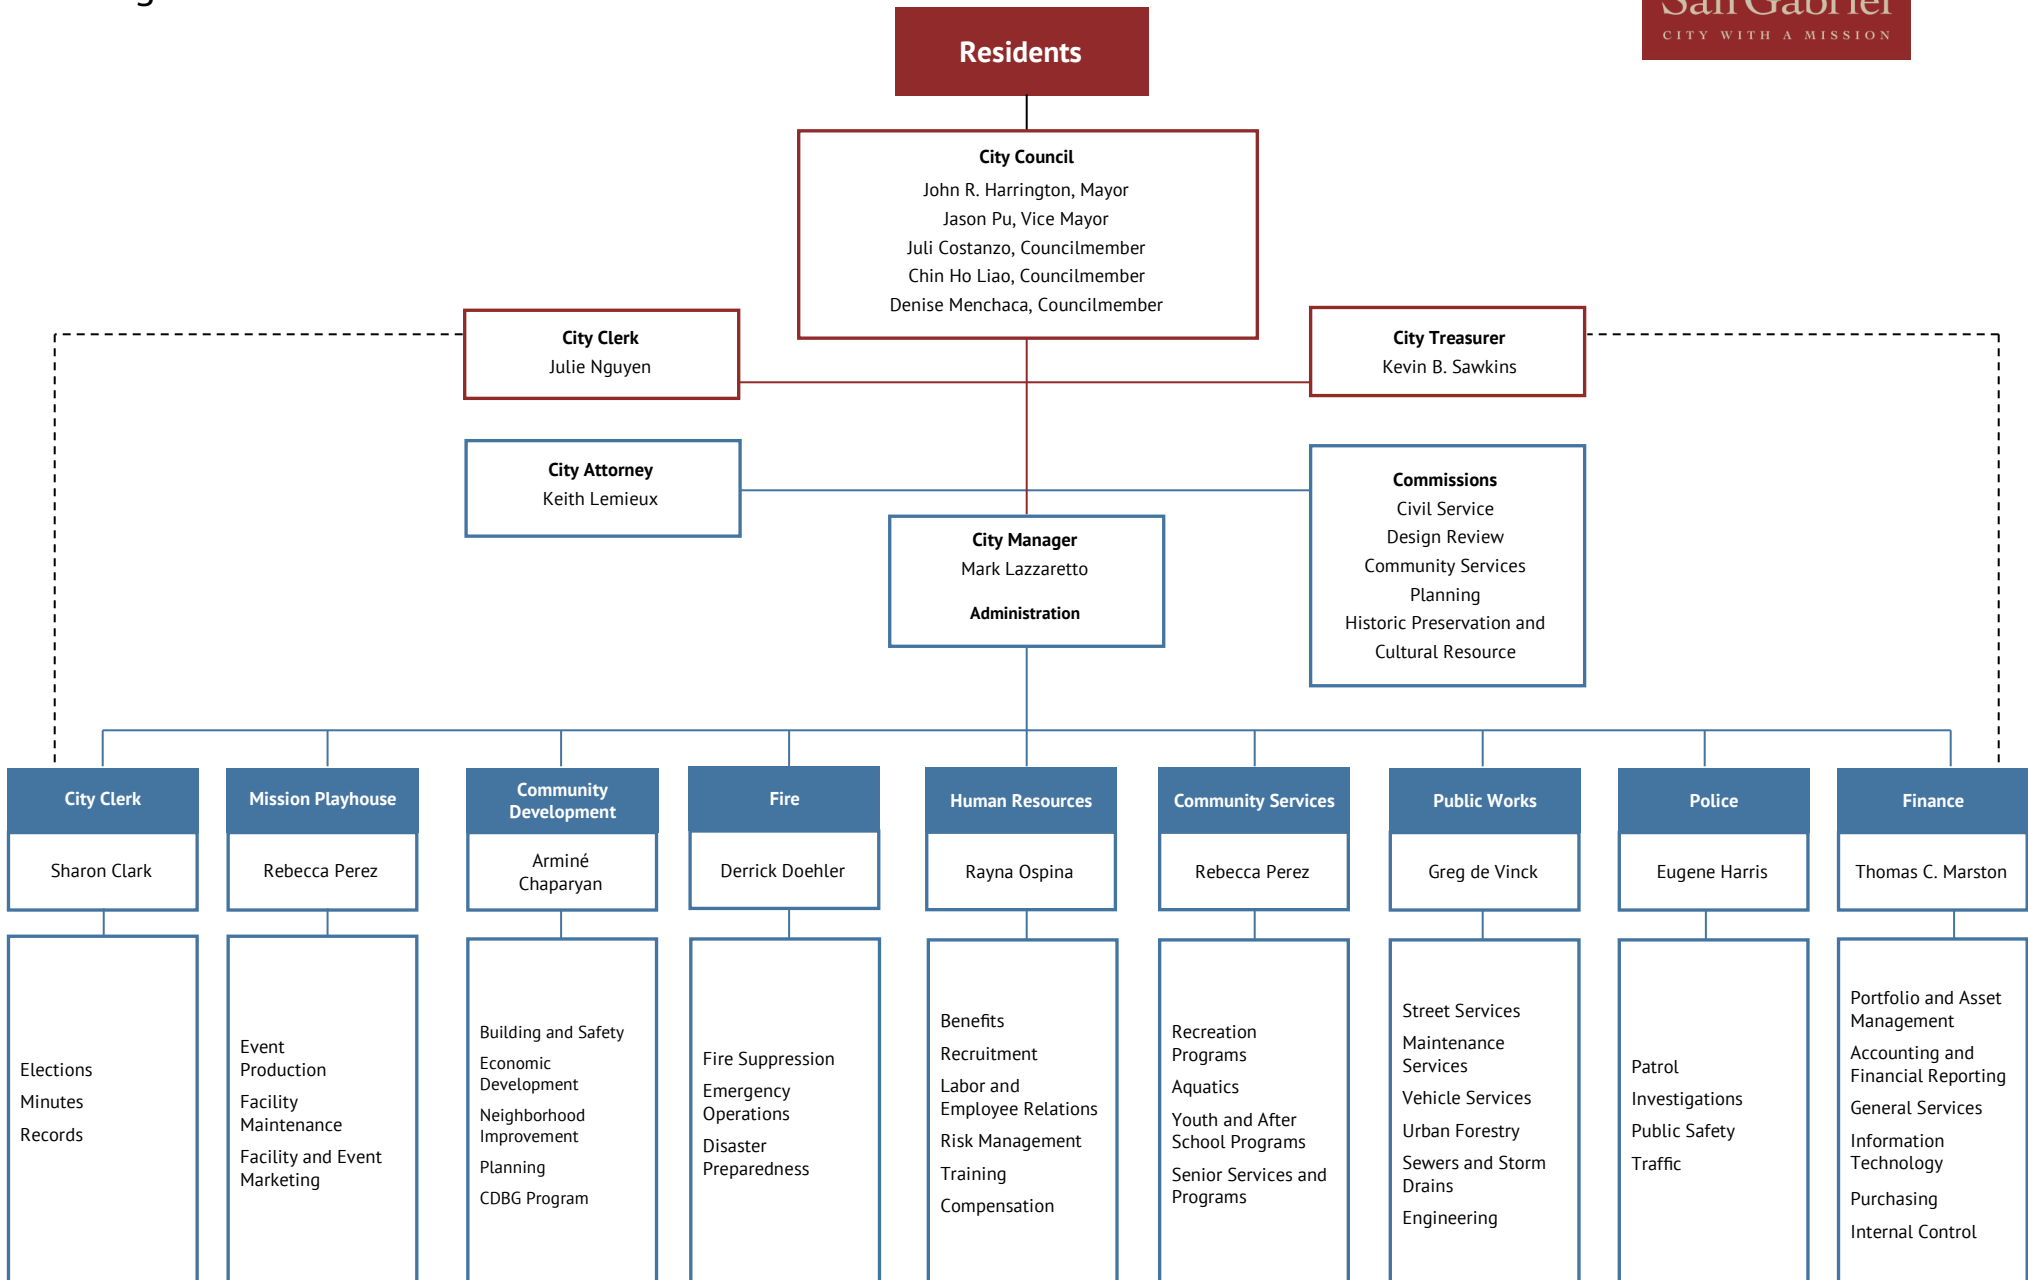 San Gabriel
CITY WITH A MISSION
Residents
City Council
John R. Harrington, Mayor
Jason Pu, Vice Mayor
Juli Costanzo, Councilmember
Chin Ho Liao, Councilmember
Denise Menchaca, Councilmember
City Clerk
Julie Nguyen
City Treasurer
Kevin B. Sawkins
City Attorney
Keith Lemieux
Commissions
Civil Service
Design Review
Community Services
Planning
Historic Preservation and
Cultural Resource
City Manager
Mark Lazzaretto
Administration
City Clerk
Sharon Clark
Elections
Minutes
Records
Mission Playhouse
Rebecca Perez
Event
Production
Facility
Maintenance
Facility and Event
Marketing
Community
Development
Arminé
Chaparyan
Building and Safety
Economic
Development
Neighborhood
Improvement
Planning
CDBG Program
Fire
Derrick Doehler
Fire Suppression
Emergency
Operations
Disaster
Preparedness
Human Resources
Rayna Ospina
Benefits
Recruitment
Labor and
Employee Relations
Risk Management
Training
Compensation
Community Services
Rebecca Perez
Recreation
Programs
Aquatics
Youth and After
School Programs
Senior Services and
Programs
Public Works
Greg de Vinck
Street Services
Maintenance
Services
Vehicle Services
Urban Forestry
Sewers and Storm
Drains
Engineering
Police
Eugene Harris
Patrol
Investigations
Public Safety
Traffic
Finance
Thomas C. Marston
Portfolio and Asset
Management
Accounting and
Financial Reporting
General Services
Information
Technology
Purchasing
Internal Control